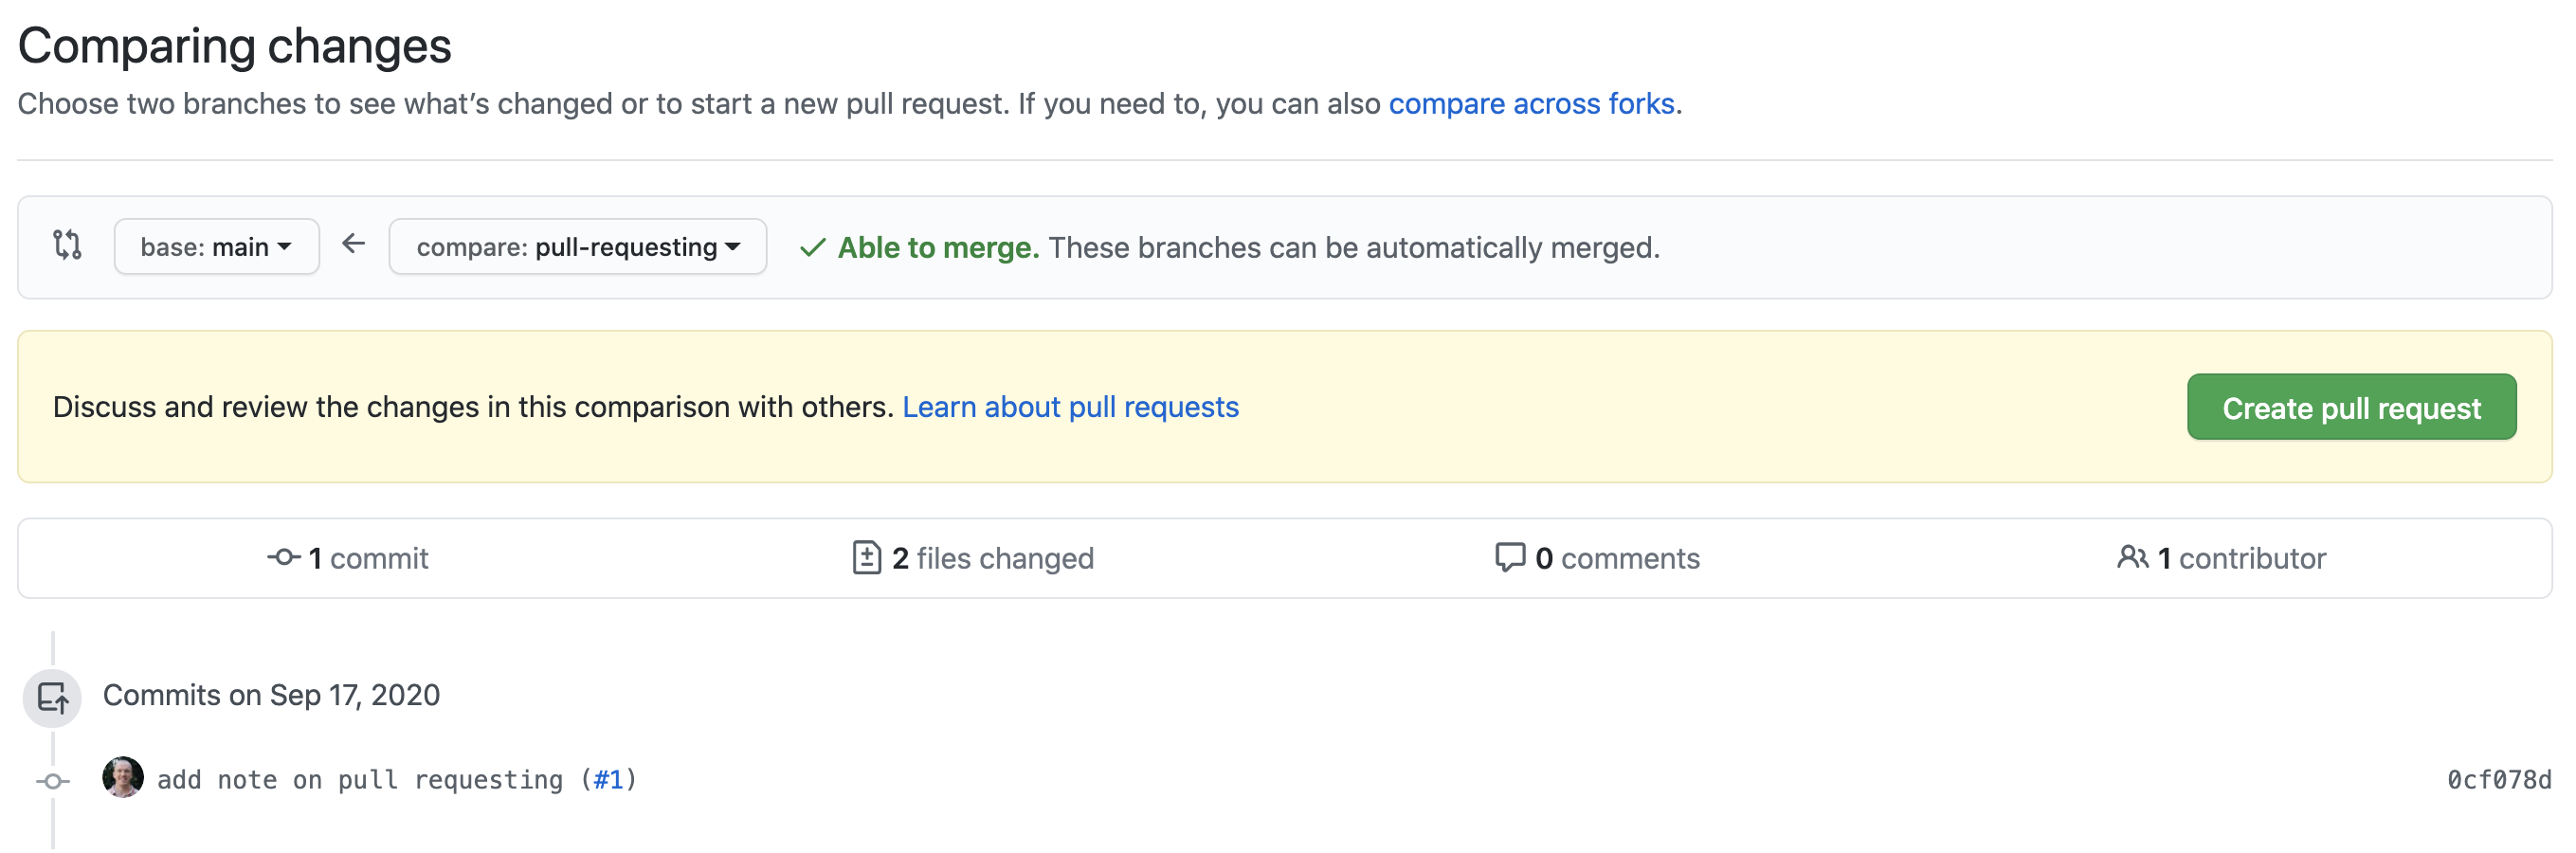 Comparing changes
Choose two branches to see what’s changed or to start a new pull request. If you need to, you can also compare across forks.
base: main compare: pull-requesting Able to merge. These branches can be automatically merged.
Discuss and review the changes in this comparison with others. Learn about pull requests Create pull request
1 commit 2 files changed 0 comments 1 contributor
Commits on Sep 17, 2020
add note on pull requesting (#1) 0cf078d